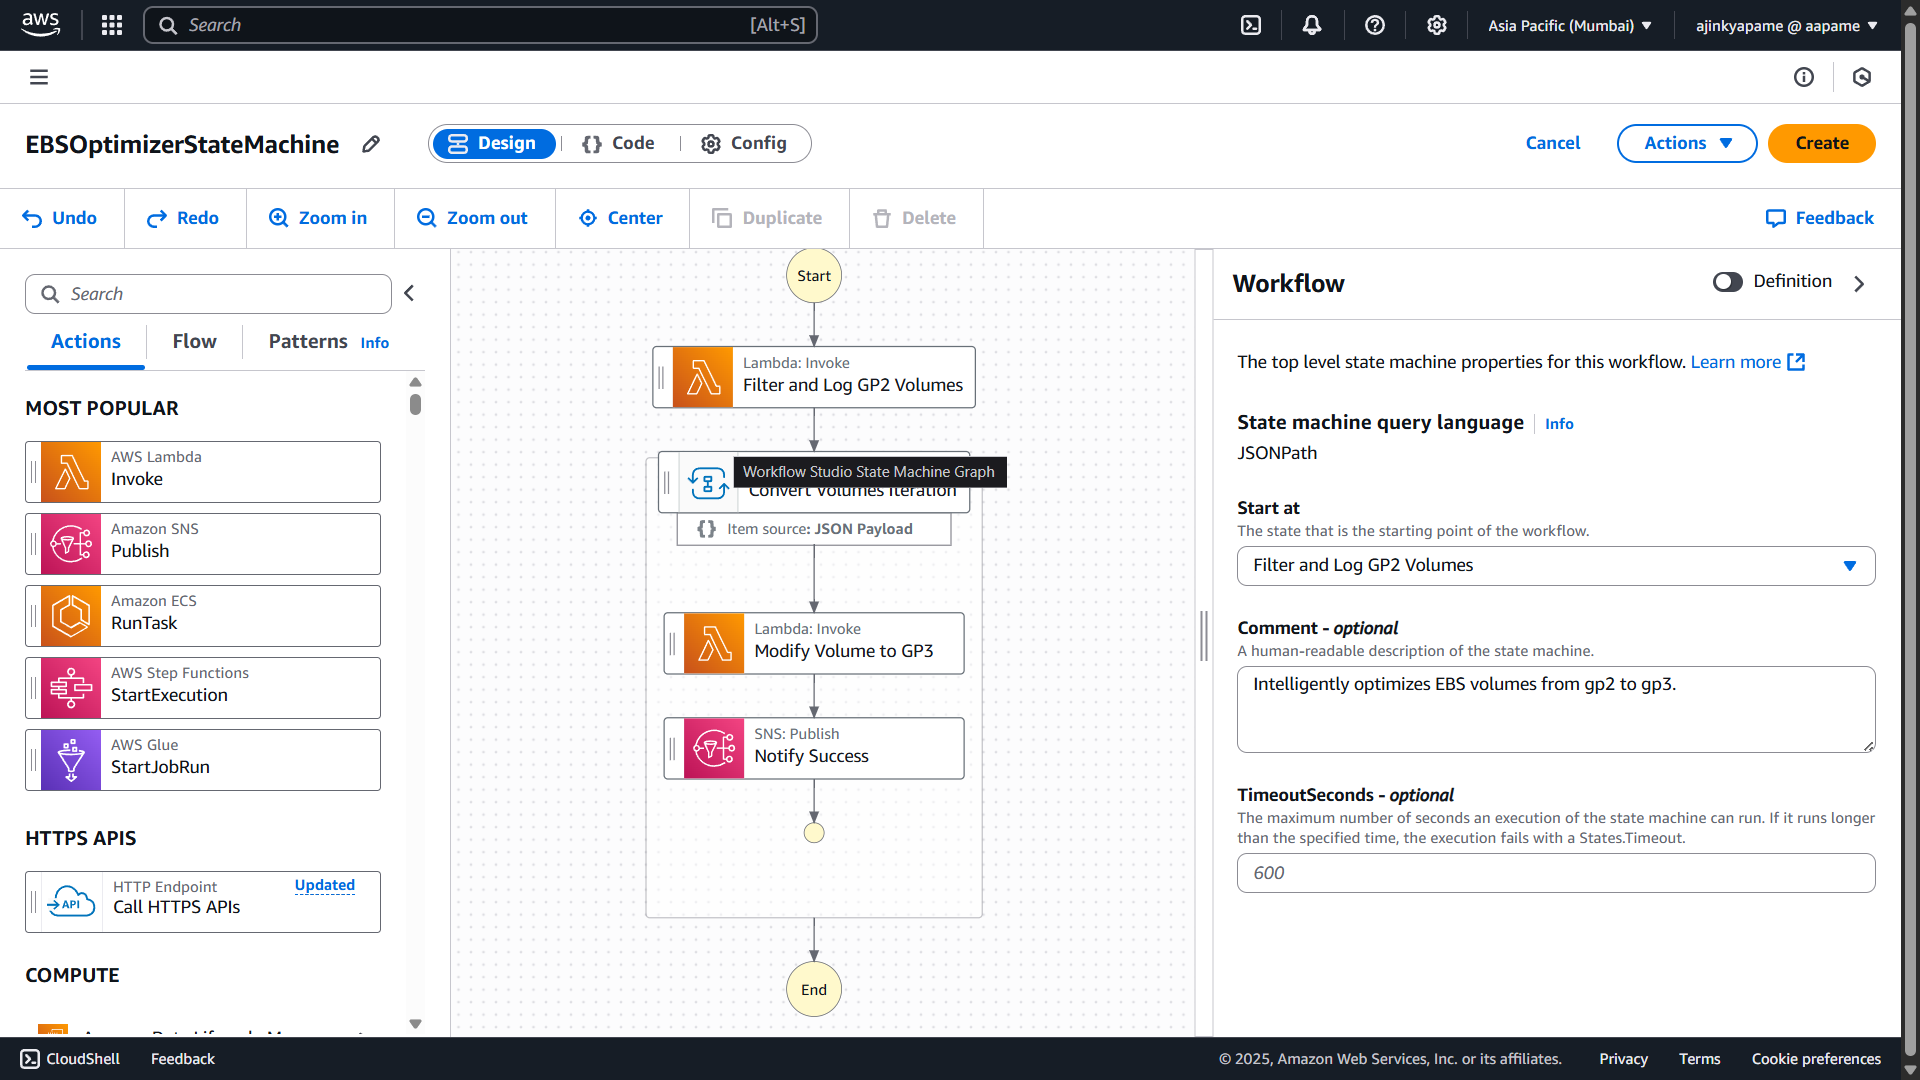 aws
Search
[Alt+S]
Asia Pacific (Mumbai)
ajinkyapame @ aapame
EBSOptimizerStateMachine
Design
{} Code
Config
Cancel
Actions
Create
Undo
Redo
Zoom in
Zoom out
Center
Duplicate
Delete
Feedback
Search
Actions
Flow
Patterns Info
MOST POPULAR
AWS Lambda
Invoke
Amazon SNS
Publish
Amazon ECS
RunTask
AWS Step Functions
StartExecution
AWS Glue
StartJobRun
HTTPS APIS
API
HTTP Endpoint
Updated
Call HTTPS APIs
COMPUTE
Start
Lambda: Invoke
Filter and Log GP2 Volumes
Workflow Studio State Machine Graph
Convert Volumes Iteration
{} Item source: JSON Payload
Lambda: Invoke
Modify Volume to GP3
SNS: Publish
Notify Success
End
Workflow
Definition
The top level state machine properties for this workflow. Learn more
State machine query language Info
JSONPath
Start at
The state that is the starting point of the workflow.
Filter and Log GP2 Volumes
Comment - optional
A human-readable description of the state machine.
Intelligently optimizes EBS volumes from gp2 to gp3.
TimeoutSeconds - optional
The maximum number of seconds an execution of the state machine can run. If it runs longer
than the specified time, the execution fails with a States.Timeout.
600
CloudShell
Feedback
© 2025, Amazon Web Services, Inc. or its affiliates.
Privacy
Terms
Cookie preferences